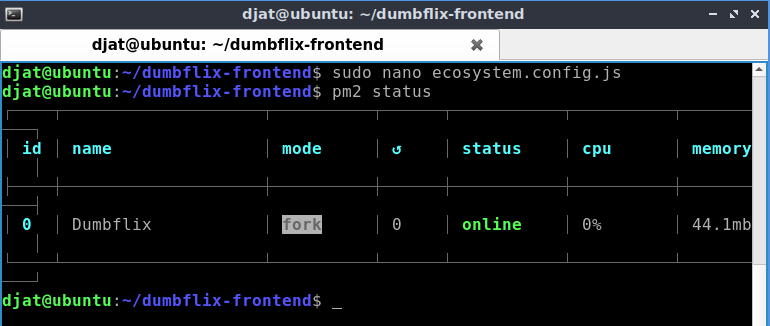 djat@ubuntu: ~/dumbflix-frontend
djat@ubuntu: ~/dumbflix-frontend
djat@ubuntu:~/dumbflix-frontend$ sudo nano ecosystem.config.js
djat@ubuntu:~/dumbflix-frontend$ pm2 status
id name mode ↺ status cpu memory
0 Dumbflix fork 0 online 0% 44.1mb
djat@ubuntu:~/dumbflix-frontend$ _